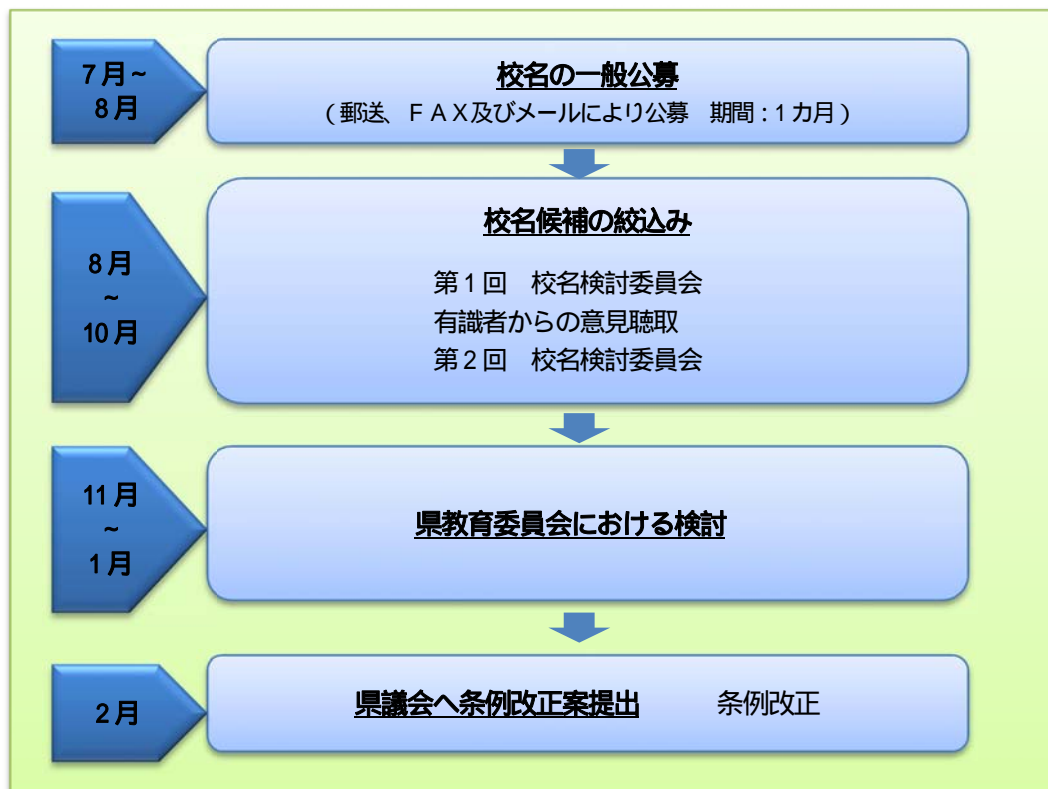 7月~
8月
校名の一般公募
(郵送、FAX及びメールにより公募　期間:1カ月)
8月
~
10月
校名候補の絞込み
第1回　校名検討委員会
有識者からの意見聴取
第2回　校名検討委員会
11月
~
1月
県教育委員会における検討
2月
県議会へ条例改正案提出　　条例改正